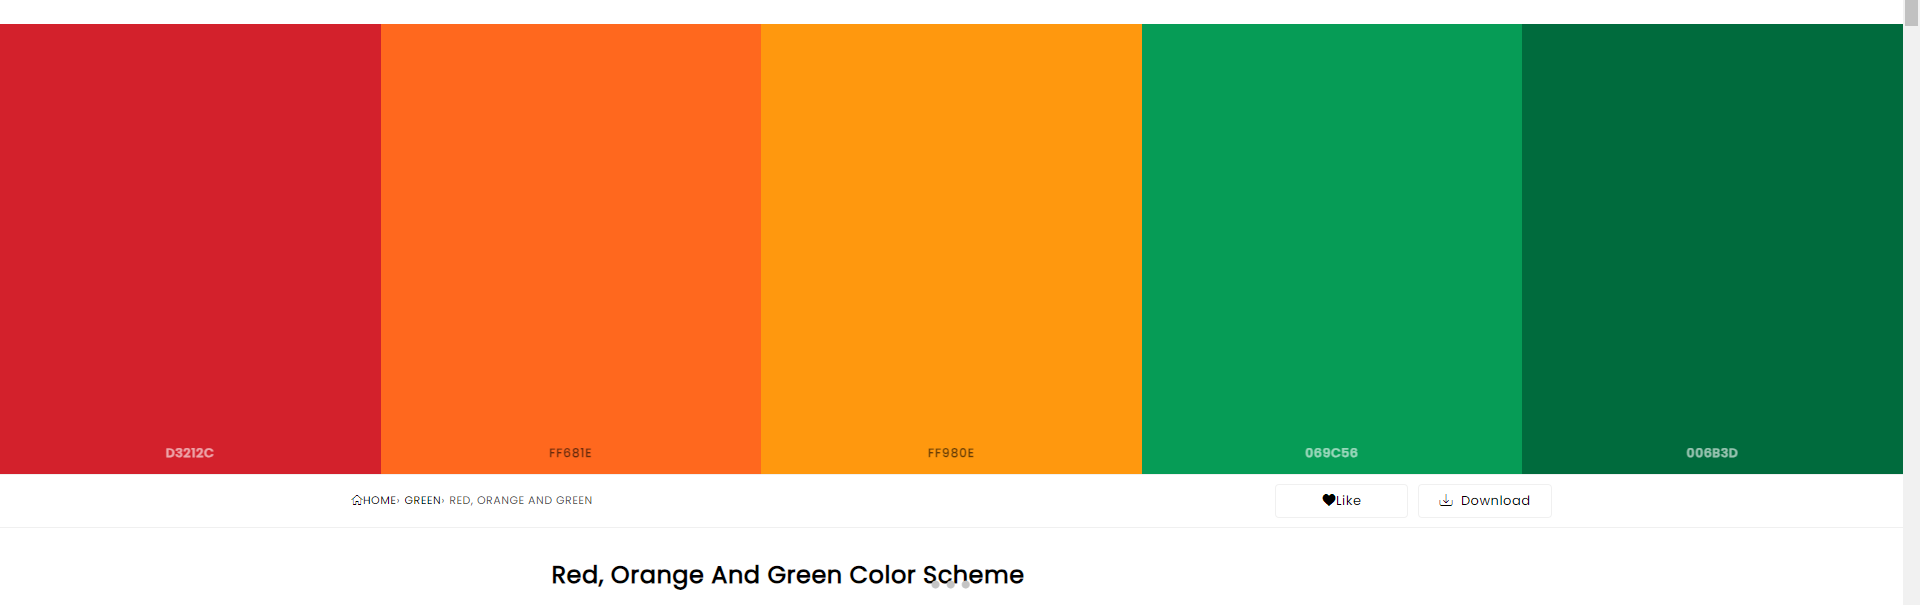 D3212C FF681E FF980E 069C56 006B3D
HOME› GREEN› RED, ORANGE AND GREEN
Like Download
Red, Orange And Green Color Scheme